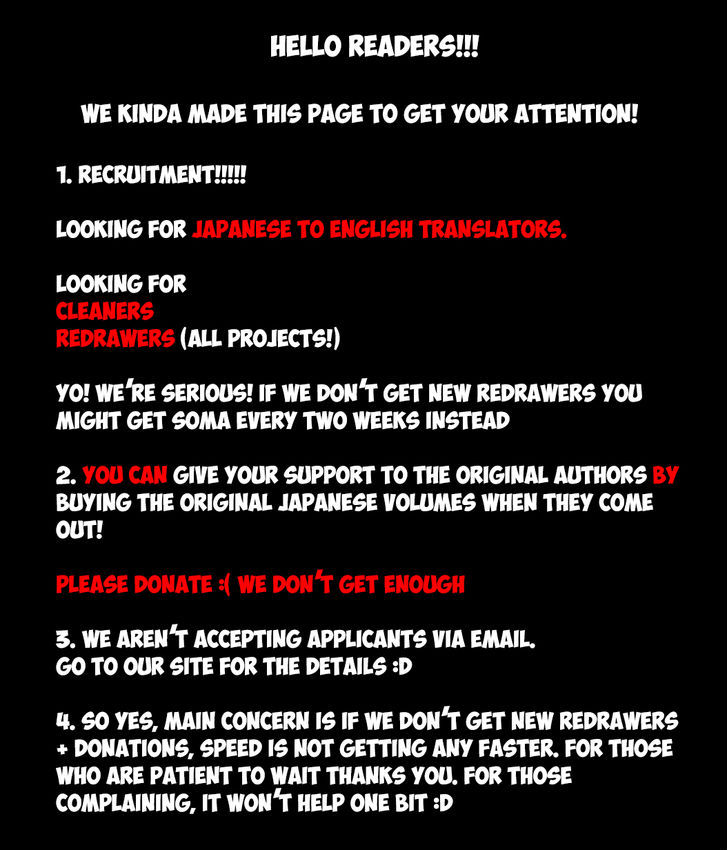 HELLO READERS!!!
WE KINDA MADE THIS PAGE TO GET YOUR ATTENTION!
1. RECRUITMENT!!!!!
LOOKING FOR JAPANESE TO ENGLISH TRANSLATORS.
LOOKING FOR
CLEANERS
REDRAWERS (ALL PROJECTS!)
YO! WE'RE SERIOUS! IF WE DON'T GET NEW REDRAWERS YOU
MIGHT GET SOMA EVERY TWO WEEKS INSTEAD
2. YOU CAN GIVE YOUR SUPPORT TO THE ORIGINAL AUTHORS BY
BUYING THE ORIGINAL JAPANESE VOLUMES WHEN THEY COME
OUT!
PLEASE DONATE :( WE DON'T GET ENOUGH
3. WE AREN'T ACCEPTING APPLICANTS VIA EMAIL.
GO TO OUR SITE FOR THE DETAILS :D
4. SO YES, MAIN CONCERN IS IF WE DON'T GET NEW REDRAWERS
+ DONATIONS, SPEED IS NOT GETTING ANY FASTER. FOR THOSE
WHO ARE PATIENT TO WAIT THANKS YOU. FOR THOSE
COMPLAINING, IT WON'T HELP ONE BIT :D